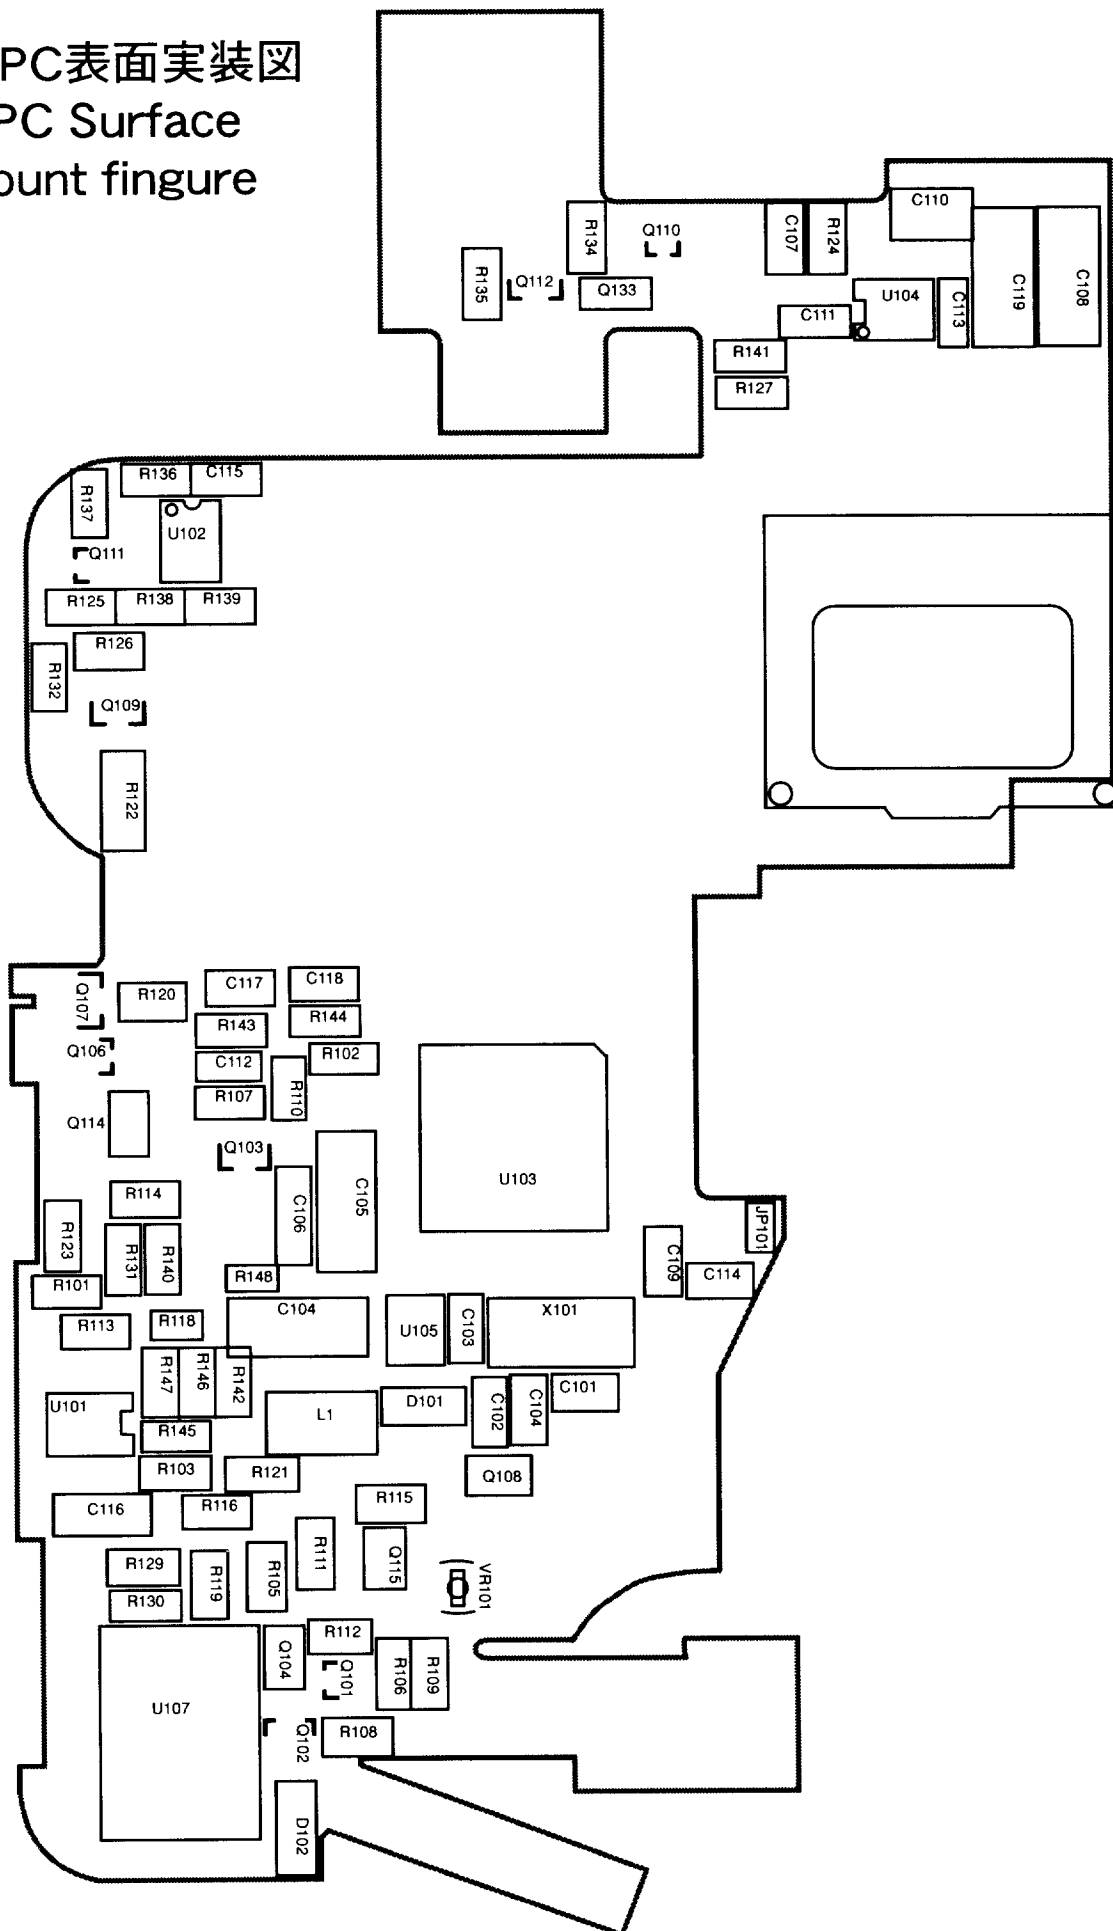 PC表面実装図
PC Surface
ount fingure
C110
R134
Q110
C107
R124
R135
Q112
Q133
U104
C113
C119
C108
C111
R141
R127
R136
C115
R137
U102
Q111
R125
R138
R139
R126
R132
Q109
R122
Q107
R120
C117
C118
R143
R144
Q106
C112
R102
R107
R110
Q114
Q103
U103
R114
C106
C105
R123
R131
R140
JP101
C109
C114
R101
R148
C104
X101
R113
R118
U105
C103
R147
R146
R142
U101
L1
D101
C102
C104
C101
R145
R103
R121
Q108
C116
R116
R115
R111
Q115
R129
R119
R105
VR101
R130
R112
Q104
Q101
R106
R109
U107
Q102
R108
D102